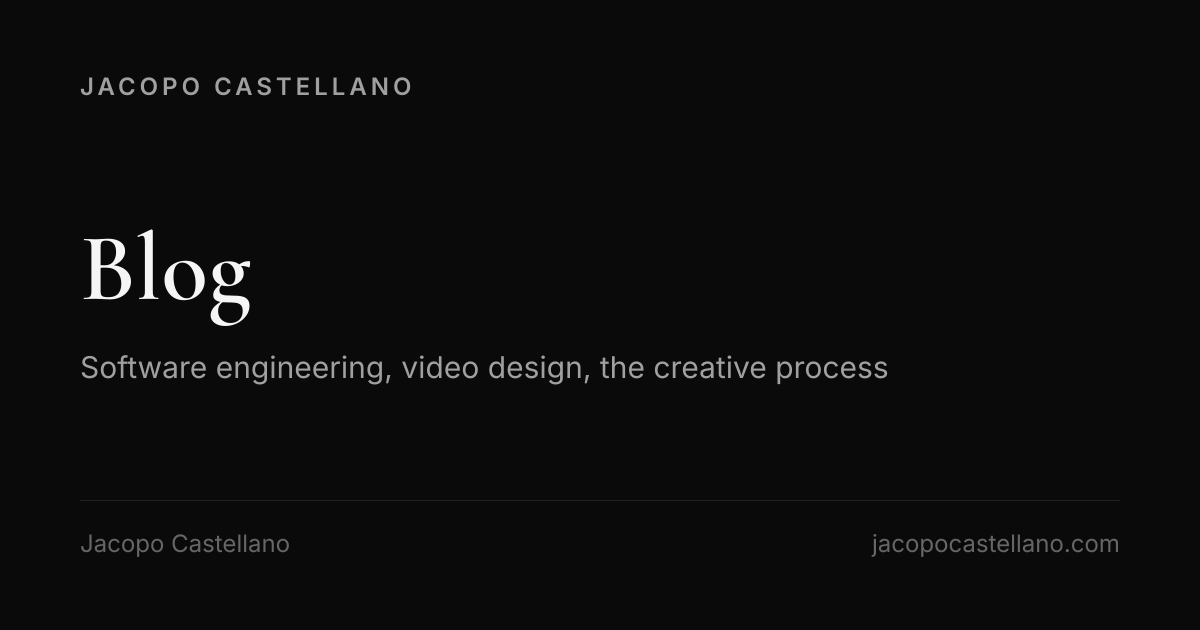 JACOPO CASTELLANO
Blog
Software engineering, video design, the creative process
Jacopo Castellano
jacopocastellano.com